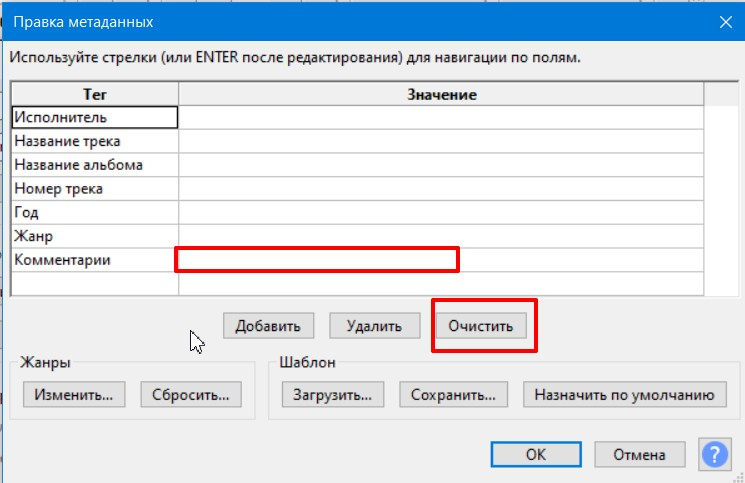 Правка метаданных
Используйте стрелки (или ENTER после редактирования) для навигации по полям.
Тег Значение
Исполнитель
Название трека
Название альбома
Номер трека
Год
Жанр
Комментарии
Добавить Удалить Очистить
Жанры Шаблон
Изменить... Сбросить... Загрузить... Сохранить... Назначить по умолчанию
OK Отмена ?